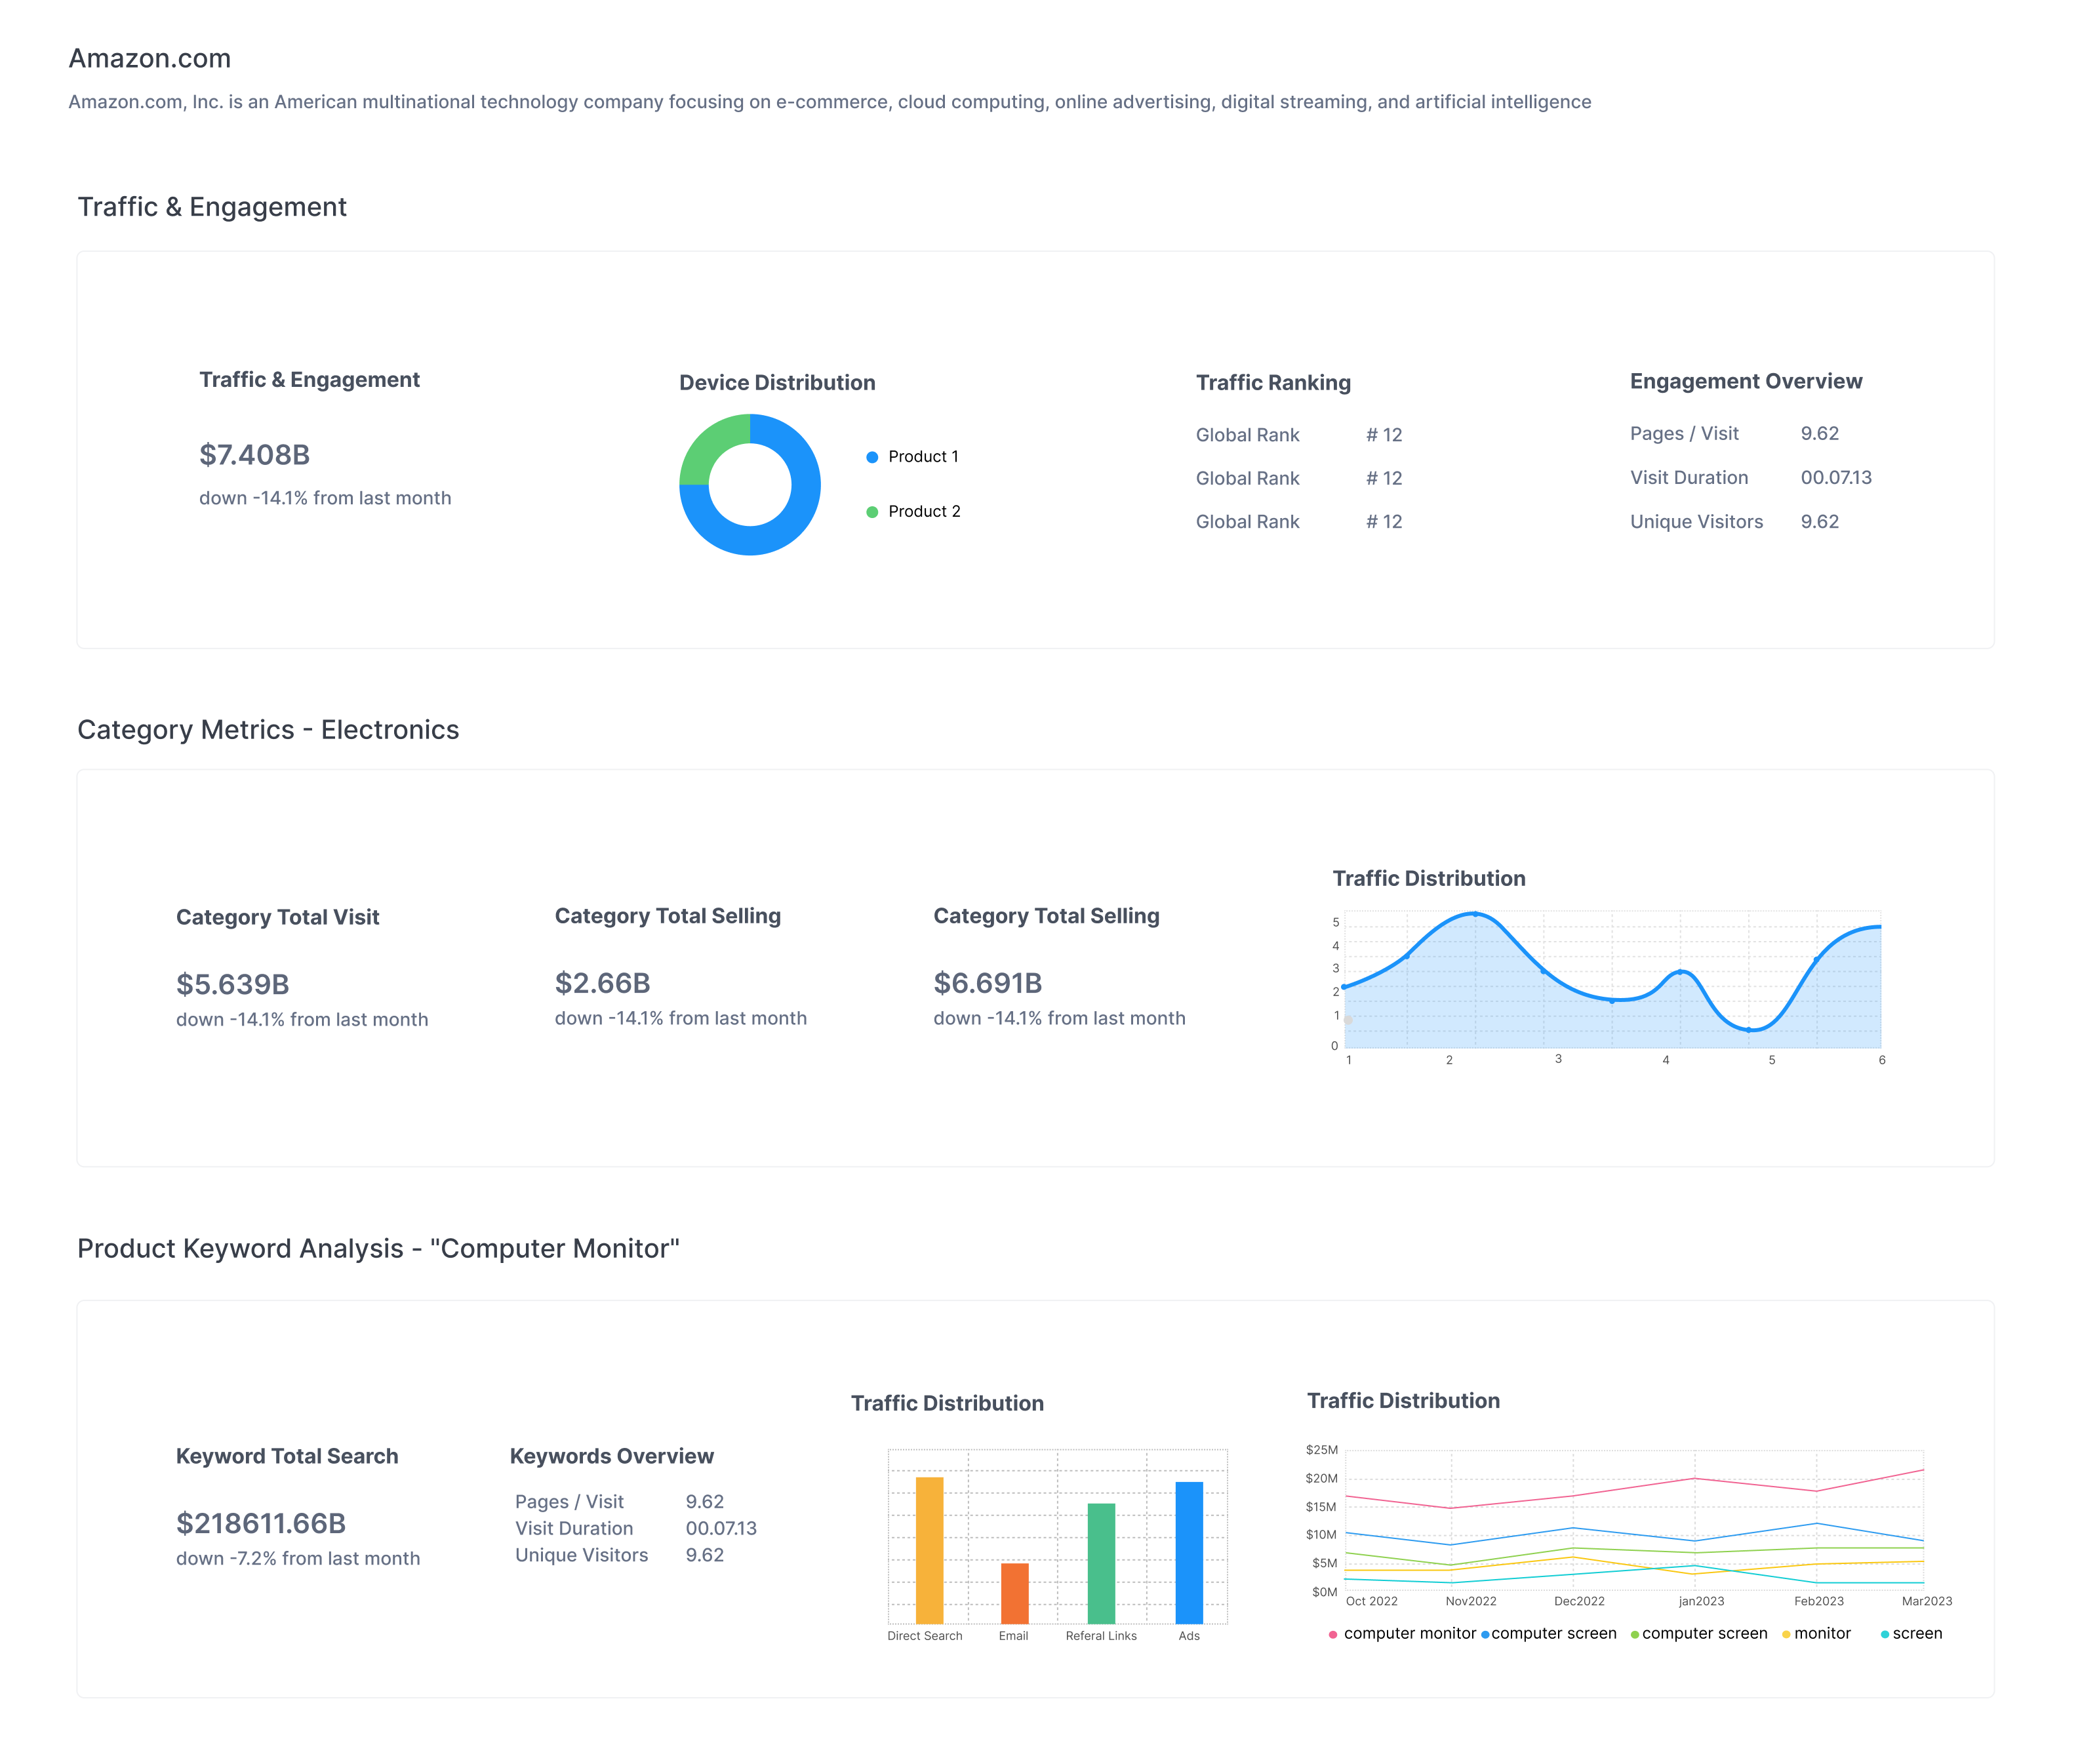 Amazon.com
Amazon.com, Inc. is an American multinational technology company focusing on e-commerce, cloud computing, online advertising, digital streaming, and artificial intelligence
Traffic & Engagement
Traffic & Engagement
$7.408B
down -14.1% from last month
Device Distribution
Product 1
Product 2
Traffic Ranking
Global Rank # 12
Global Rank # 12
Global Rank # 12
Engagement Overview
Pages / Visit 9.62
Visit Duration 00.07.13
Unique Visitors 9.62
Category Metrics - Electronics
Category Total Visit
$5.639B
down -14.1% from last month
Category Total Selling
$2.66B
down -14.1% from last month
Category Total Selling
$6.691B
down -14.1% from last month
Traffic Distribution
5
4
3
2
1
0
1 2 3 4 5 6
Product Keyword Analysis - "Computer Monitor"
Keyword Total Search
$218611.66B
down -7.2% from last month
Keywords Overview
Pages / Visit 9.62
Visit Duration 00.07.13
Unique Visitors 9.62
Traffic Distribution
Direct Search Email Referal Links Ads
Traffic Distribution
$25M
$20M
$15M
$10M
$5M
$0M
Oct 2022 Nov2022 Dec2022 jan2023 Feb2023 Mar2023
computer monitor computer screen computer screen monitor screen